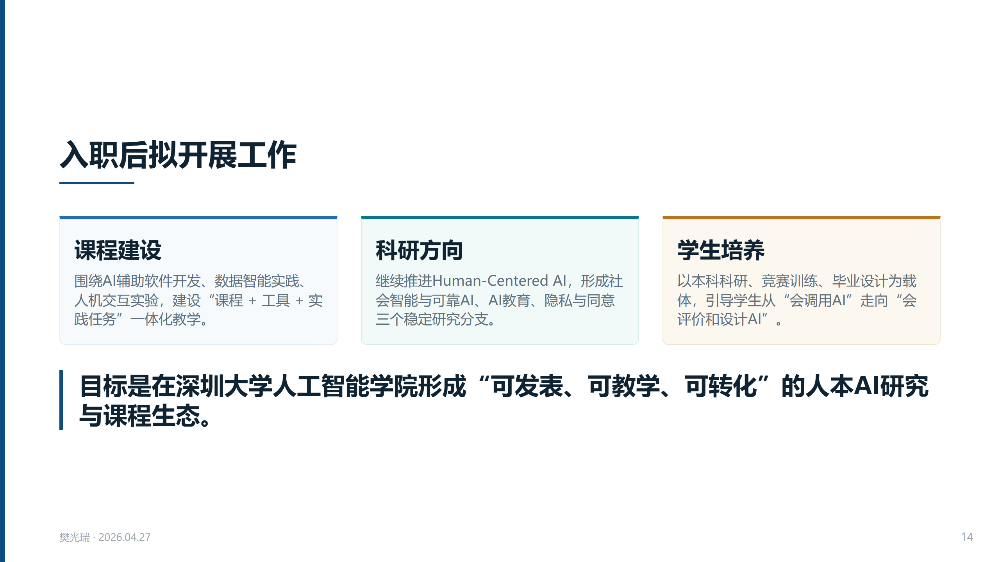 入职后拟开展工作
课程建设
围绕AI辅助软件开发、数据智能实践、
人机交互实验，建设“课程 + 工具 + 实
践任务”一体化教学。
科研方向
继续推进Human-Centered AI，形成社
会智能与可靠AI、AI教育、隐私与同意
三个稳定研究分支。
学生培养
以本科科研、竞赛训练、毕业设计为载
体，引导学生从“会调用AI”走向“会
评价和设计AI”。
目标是在深圳大学人工智能学院形成“可发表、可教学、可转化”的人本AI研究
与课程生态。
樊光瑞 · 2026.04.27
14